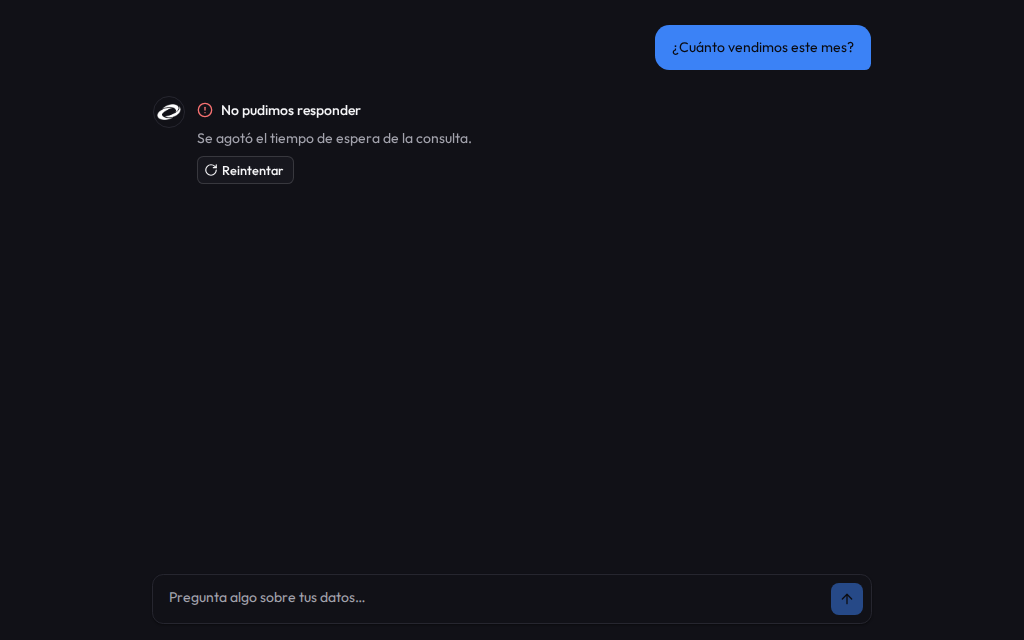 ¿Cuánto vendimos este mes?
No pudimos responder
Se agotó el tiempo de espera de la consulta.
Reintentar
Pregunta algo sobre tus datos…